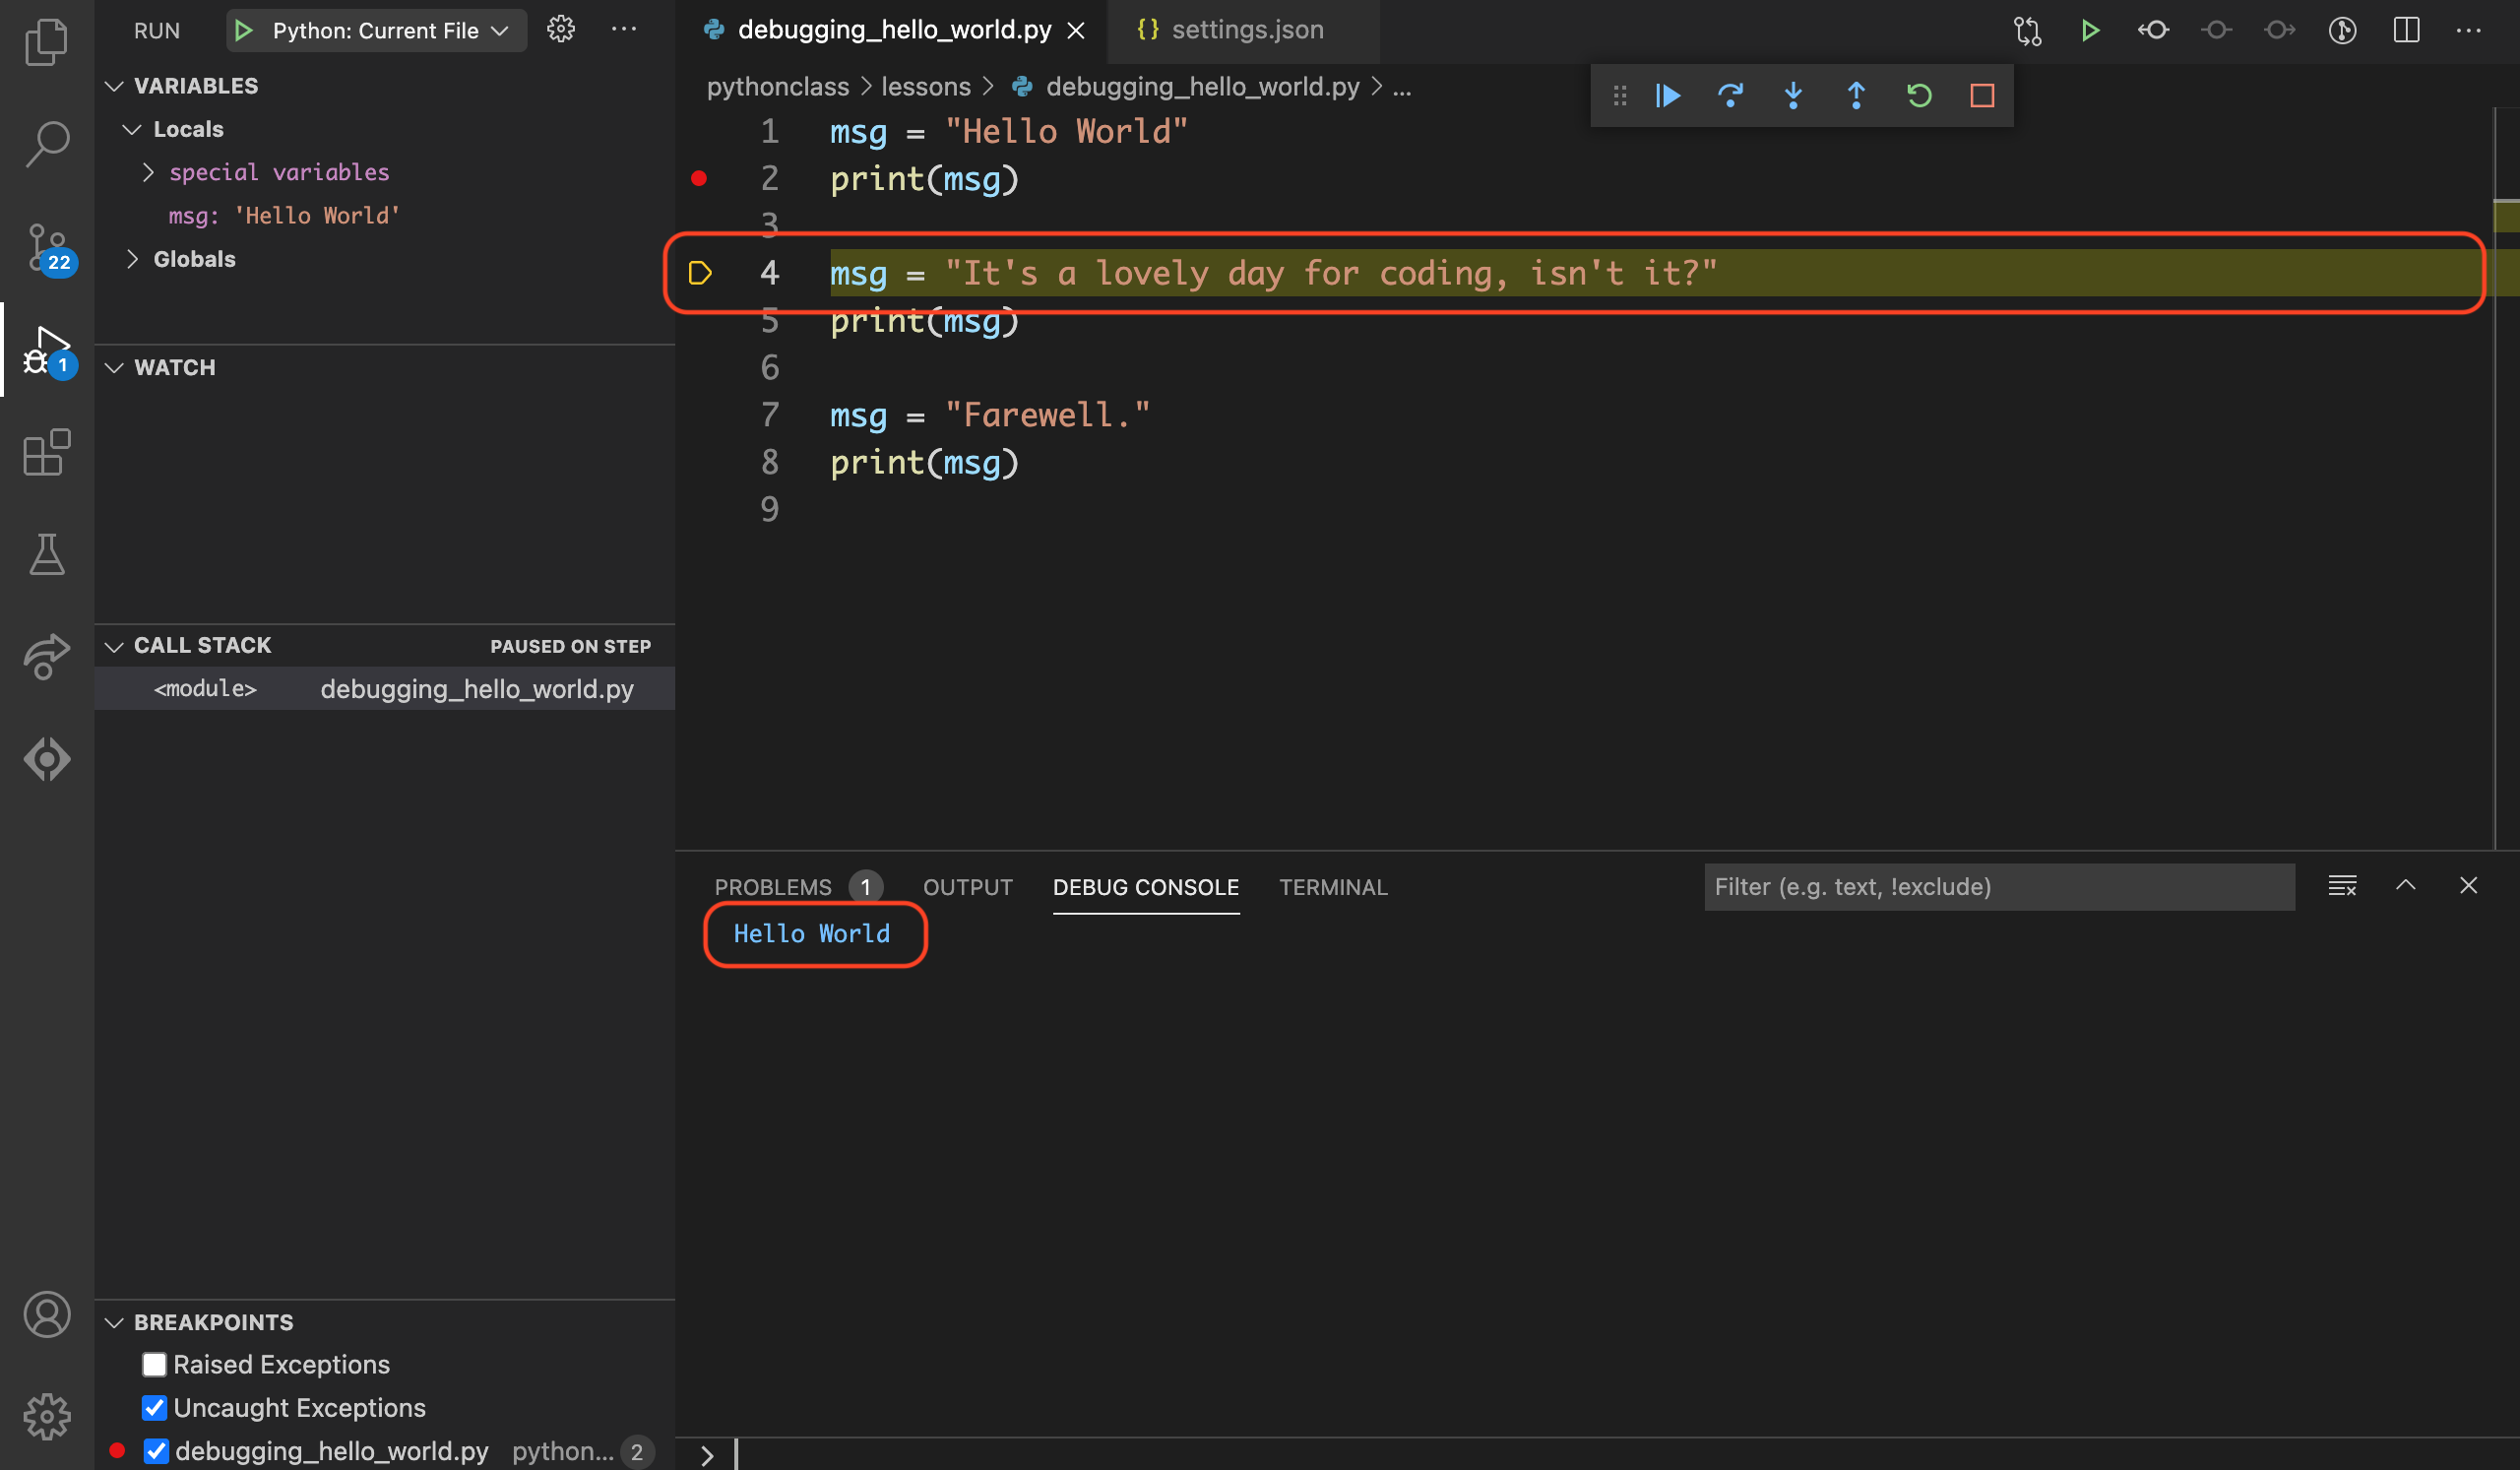 RUN
Python: Current File
VARIABLES
Locals
special variables
msg: 'Hello World'
Globals
22
1
WATCH
CALL STACK PAUSED ON STEP
<module> debugging_hello_world.py
BREAKPOINTS
Raised Exceptions
Uncaught Exceptions
debugging_hello_world.py python... 2
debugging_hello_world.py
{} settings.json
pythonclass > lessons > debugging_hello_world.py > ...
1 msg = "Hello World"
2 print(msg)
3
4 msg = "It's a lovely day for coding, isn't it?"
5 print(msg)
6
7 msg = "Farewell."
8 print(msg)
9
PROBLEMS 1 OUTPUT DEBUG CONSOLE TERMINAL
Filter (e.g. text, !exclude)
Hello World
>